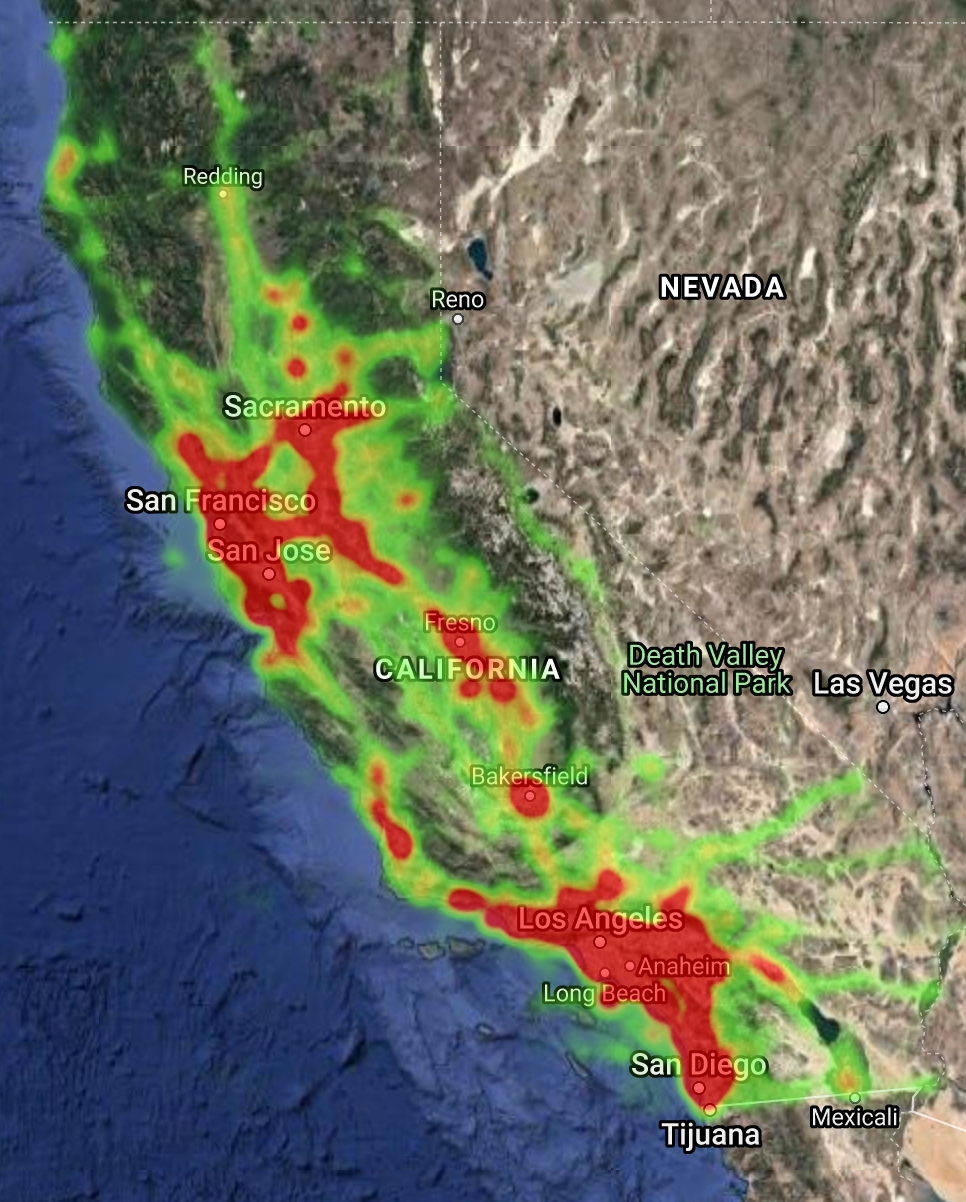 Redding
NEVADA
Reno
Sacramento
San Francisco
San Jose
Fresno
CALIFORNIA
Death Valley
National Park
Las Vegas
Bakersfield
Los Angeles
Anaheim
Long Beach
San Diego
Mexicali
Tijuana